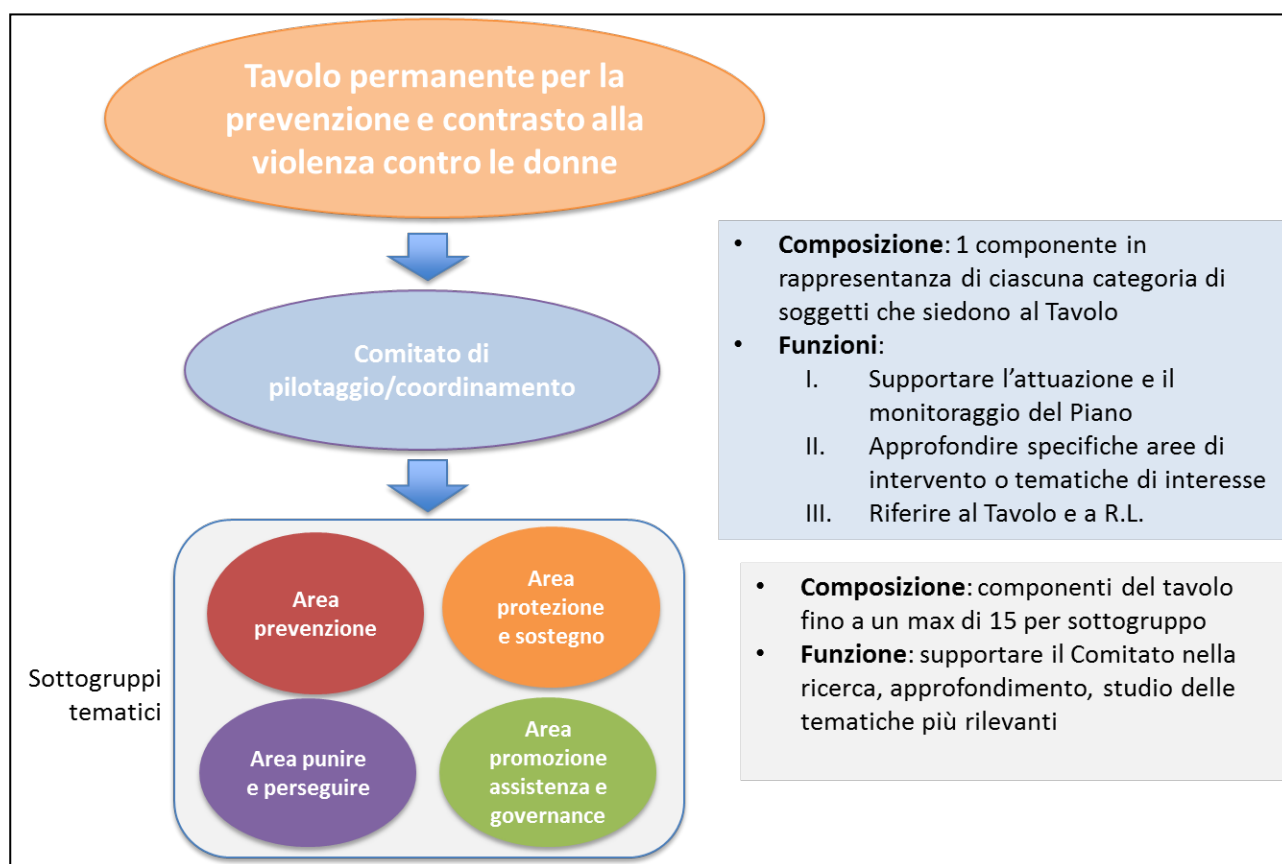 Tavolo permanente per la
prevenzione e contrasto alla
violenza contro le donne
Comitato di
pilotaggio/coordinamento
• Composizione: 1 componente in
rappresentanza di ciascuna categoria di
soggetti che siedono al Tavolo
• Funzioni:
I. Supportare l'attuazione e il
monitoraggio del Piano
II. Approfondire specifiche aree di
intervento o tematiche di interesse
III. Riferire al Tavolo e a R.L.
Sottogruppi
tematici
Area
prevenzione
Area
protezione
e sostegno
Area punire
e perseguire
Area
promozione
assistenza e
governance
• Composizione: componenti del tavolo
fino a un max di 15 per sottogruppo
• Funzione: supportare il Comitato nella
ricerca, approfondimento, studio delle
tematiche più rilevanti